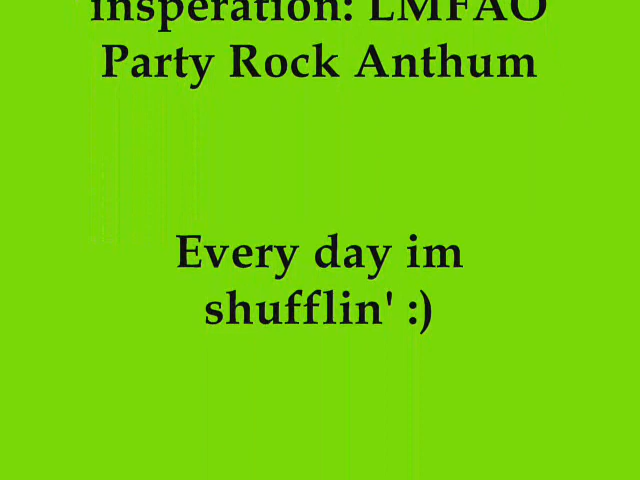 insperation: LMFAO
Party Rock Anthum
Every day im
shufflin' :)